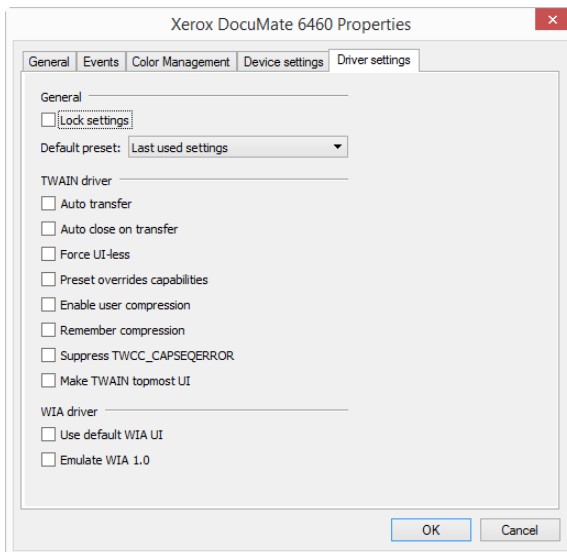 Xerox DocuMate 6460 Properties
General Events Color Management Device settings Driver settings
General
Lock settings
Default preset: Last used settings
TWAIN driver
Auto transfer
Auto close on transfer
Force UI-less
Preset overrides capabilities
Enable user compression
Remember compression
Suppress TWCC_CAPSEQERROR
Make TWAIN topmost UI
WIA driver
Use default WIA UI
Emulate WIA 1.0
OK Cancel